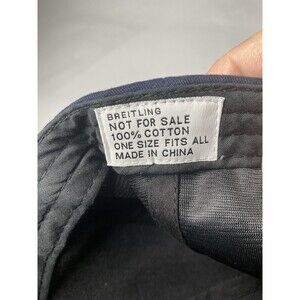 BREITLING
NOT FOR SALE
100% COTTON
ONE SIZE FITS ALL
MADE IN CHINA